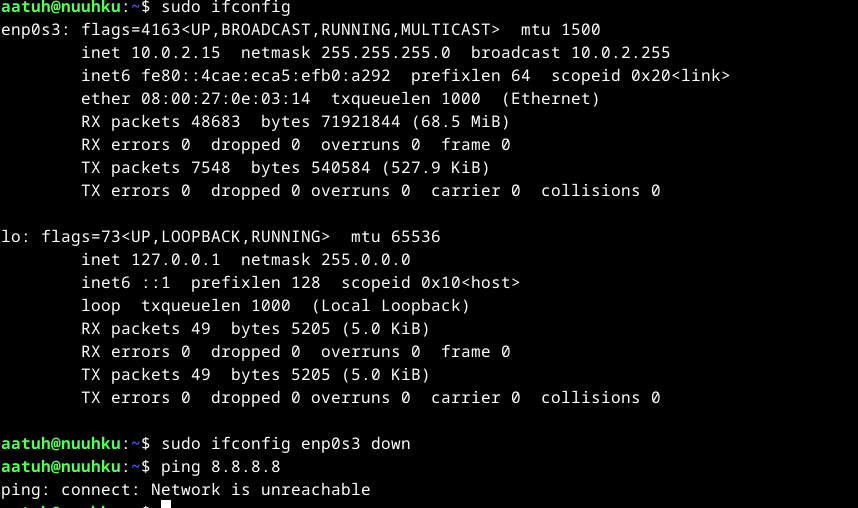 aatuh@nuuhku:~$ sudo ifconfig
enp0s3: flags=4163<UP,BROADCAST,RUNNING,MULTICAST>  mtu 1500
        inet 10.0.2.15  netmask 255.255.255.0  broadcast 10.0.2.255
        inet6 fe80::4cae:eca5:efb0:a292  prefixlen 64  scopeid 0x20<link>
        ether 08:00:27:0e:03:14  txqueuelen 1000  (Ethernet)
        RX packets 48683  bytes 71921844 (68.5 MiB)
        RX errors 0  dropped 0  overruns 0  frame 0
        TX packets 7548  bytes 540584 (527.9 KiB)
        TX errors 0  dropped 0 overruns 0  carrier 0  collisions 0

lo: flags=73<UP,LOOPBACK,RUNNING>  mtu 65536
        inet 127.0.0.1  netmask 255.0.0.0
        inet6 ::1  prefixlen 128  scopeid 0x10<host>
        loop  txqueuelen 1000  (Local Loopback)
        RX packets 49  bytes 5205 (5.0 KiB)
        RX errors 0  dropped 0  overruns 0  frame 0
        TX packets 49  bytes 5205 (5.0 KiB)
        TX errors 0  dropped 0 overruns 0  carrier 0  collisions 0

aatuh@nuuhku:~$ sudo ifconfig enp0s3 down
aatuh@nuuhku:~$ ping 8.8.8.8
ping: connect: Network is unreachable
aatuh@nuuhku:~$